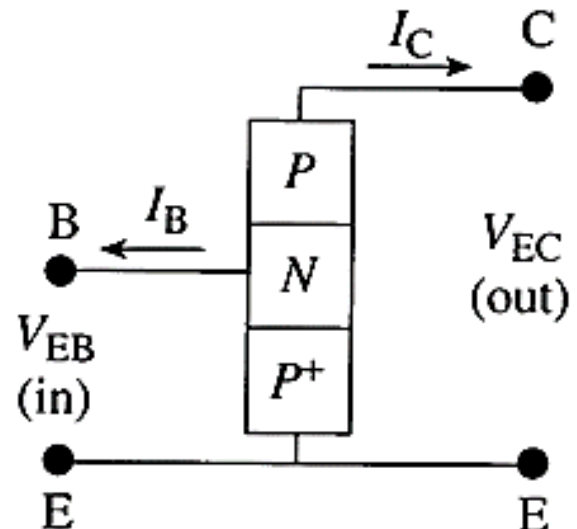 I_C C
P
B I_B N V_EC
(out)
V_EB
(in) P⁺
E E